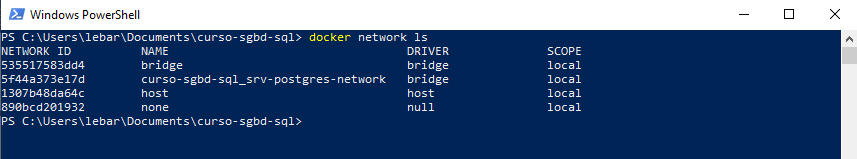 Windows PowerShell
PS C:\Users\lebar\Documents\curso-sgbd-sql> docker network ls
NETWORK ID NAME DRIVER SCOPE
535517583dd4 bridge bridge local
5f44a373e17d curso-sgbd-sql_srv-postgres-network bridge local
1307b48da64c host host local
890bcd201932 none null local
PS C:\Users\lebar\Documents\curso-sgbd-sql>